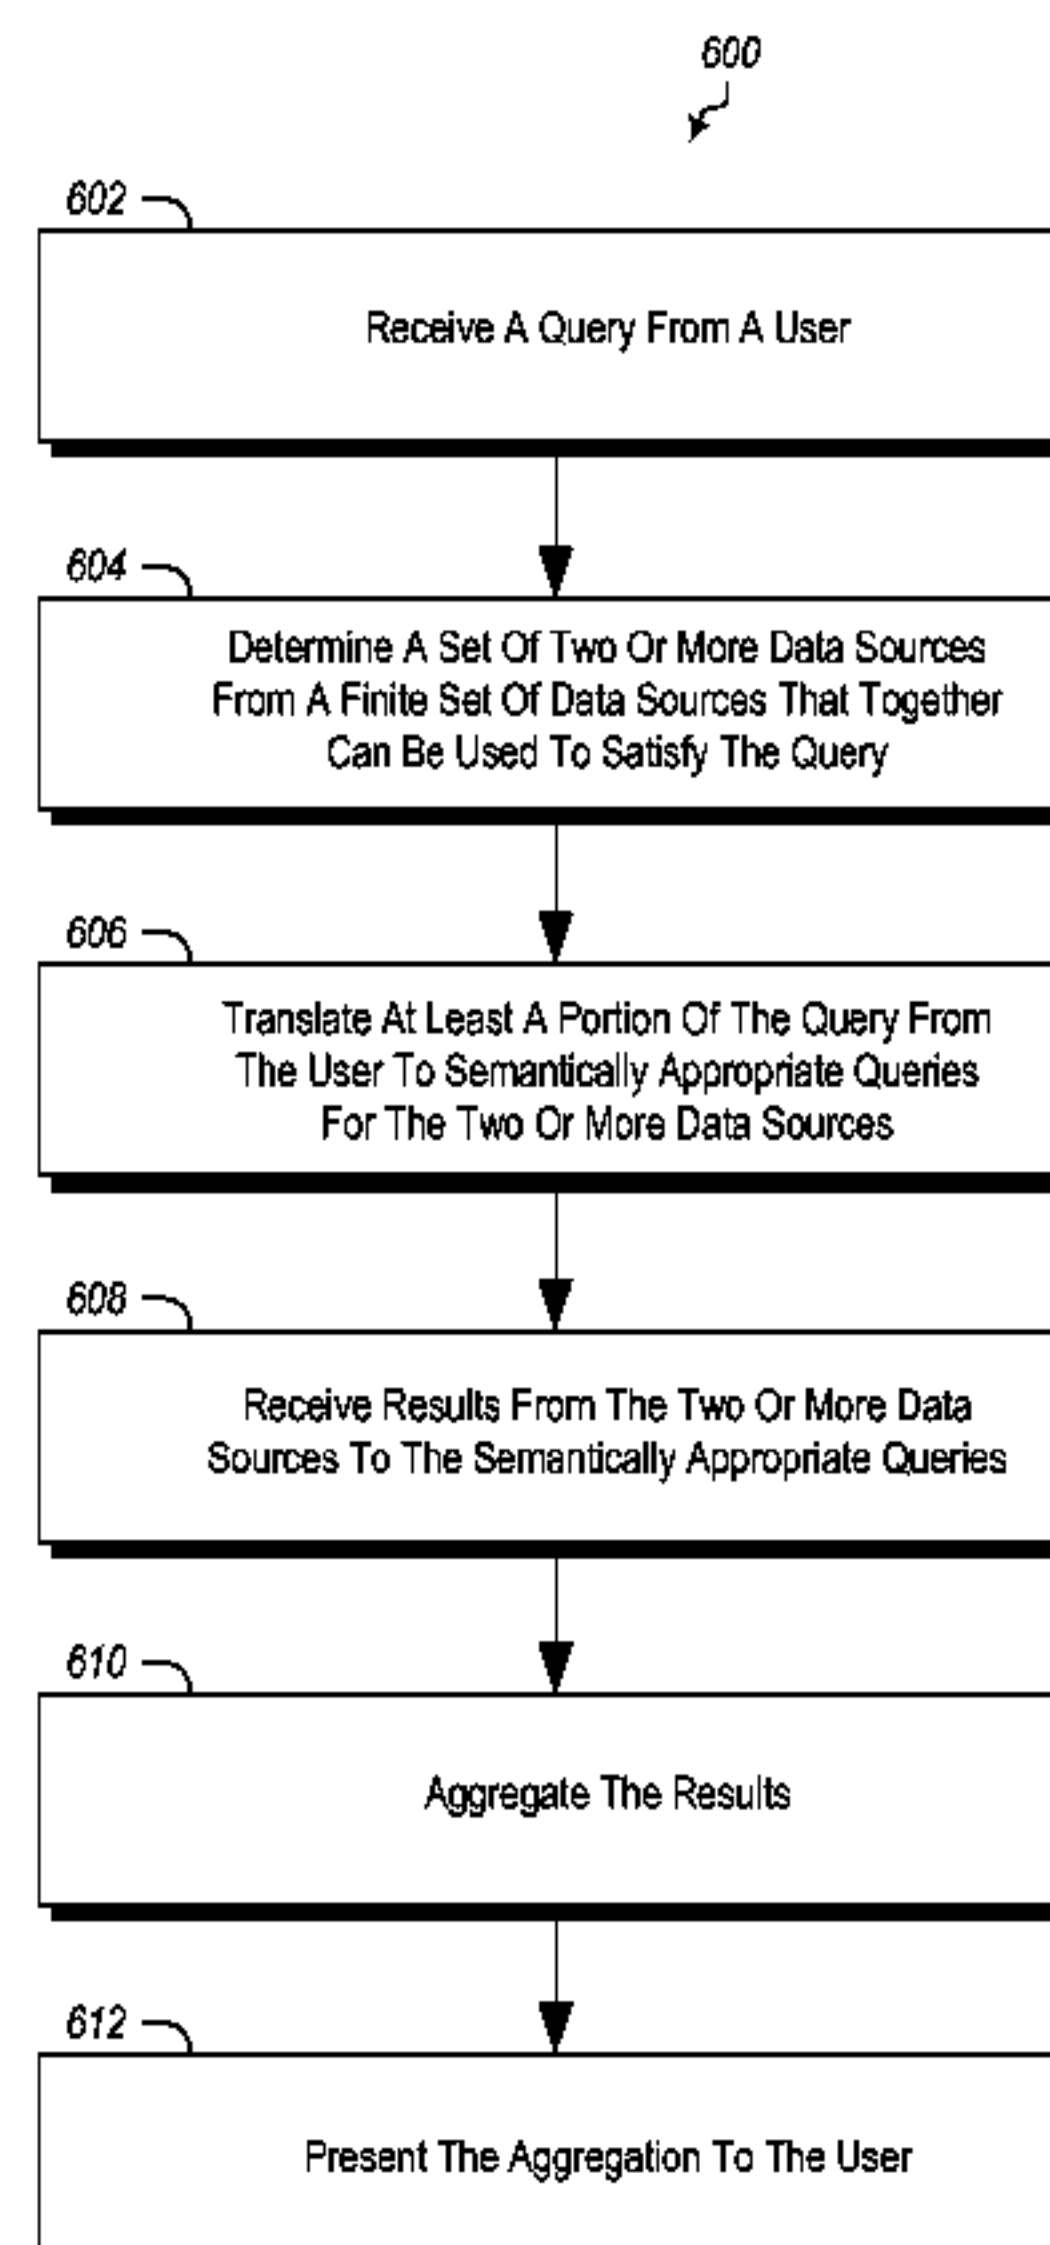 600
602
Receive A Query From A User
604
Determine A Set Of Two Or More Data Sources
From A Finite Set Of Data Sources That Together
Can Be Used To Satisfy The Query
606
Translate At Least A Portion Of The Query From
The User To Semantically Appropriate Queries
For The Two Or More Data Sources
608
Receive Results From The Two Or More Data
Sources To The Semantically Appropriate Queries
610
Aggregate The Results
612
Present The Aggregation To The User